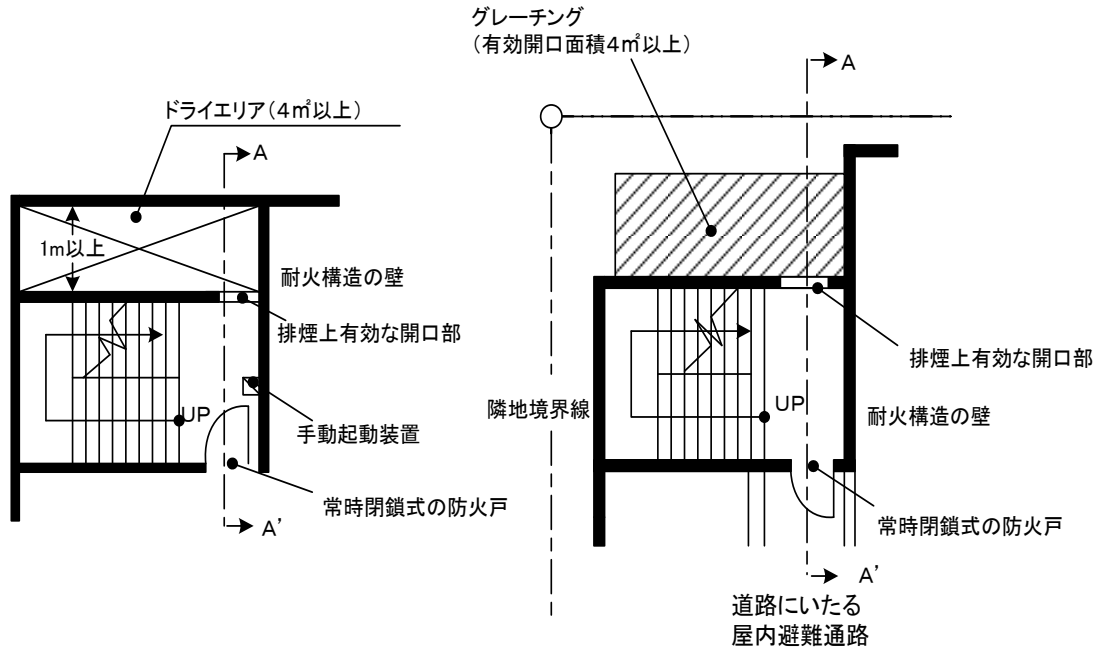 ドライエリア（4㎡以上）
A
1m以上
耐火構造の壁
排煙上有効な開口部
UP
手動起動装置
常時閉鎖式の防火戸
A’
グレーチング
（有効開口面積4㎡以上）
A
排煙上有効な開口部
隣地境界線
UP
耐火構造の壁
常時閉鎖式の防火戸
A’
道路にいたる
屋内避難通路